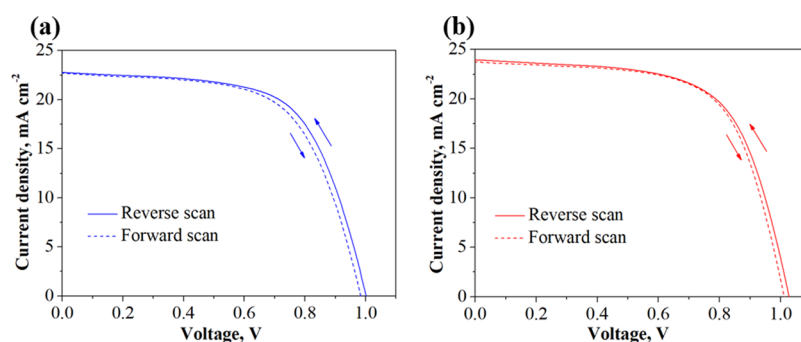 (a)
25
20
15
10
5
0
Current density, mA cm⁻²
Reverse scan
Forward scan
0.0 0.2 0.4 0.6 0.8 1.0
Voltage, V
(b)
25
20
15
10
5
0
Current density, mA cm⁻²
Reverse scan
Forward scan
0.0 0.2 0.4 0.6 0.8 1.0
Voltage, V